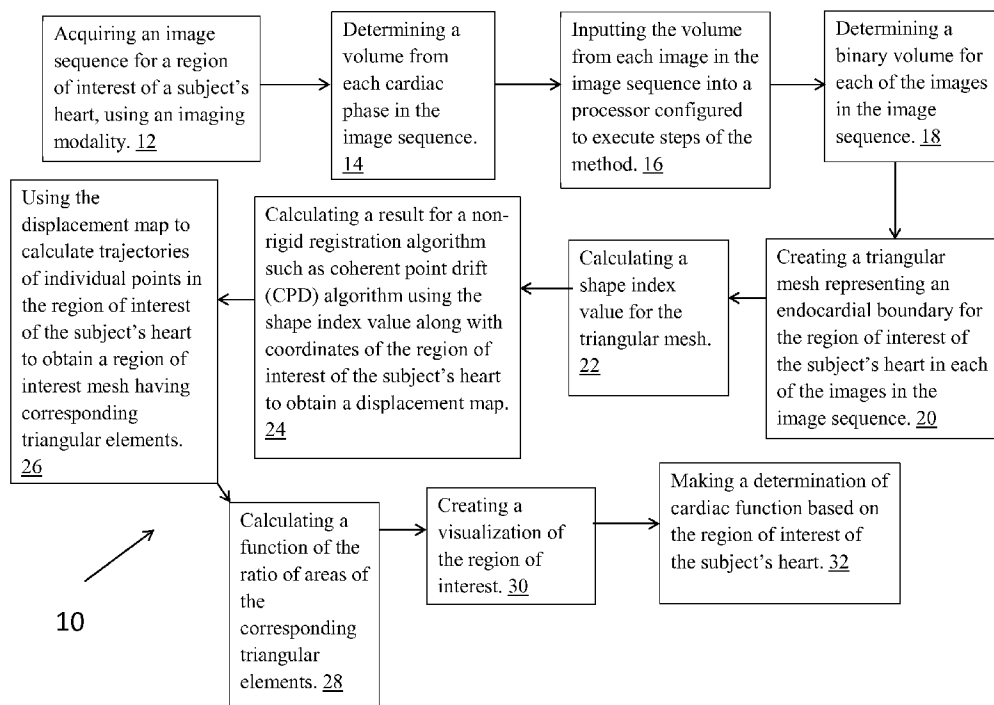 Acquiring an image
sequence for a region
of interest of a subject's
heart, using an imaging
modality. 12
Determining a
volume from
each cardiac
phase in the
image sequence.
14
Inputting the volume
from each image in the
image sequence into a
processor configured
to execute steps of the
method. 16
Determining a
binary volume
for each of
the images
in the image
sequence. 18
Creating a triangular
mesh representing an
endocardial boundary for
the region of interest of
the subject's heart in each
of the images in the
image sequence. 20
Calculating a
shape index
value for the
triangular mesh.
22
Calculating a result for a non-
rigid registration algorithm
such as coherent point drift
(CPD) algorithm using the
shape index value along with
coordinates of the region of
interest of the subject's heart
to obtain a displacement map.
24
Using the
displacement map to
calculate trajectories
of individual points in
the region of interest
of the subject's heart
to obtain a region of
interest mesh having
corresponding
triangular elements.
26
Calculating a
function of the
ratio of areas of
the
corresponding
triangular
elements. 28
Creating a
visualization of
the region of
interest. 30
Making a determination of
cardiac function based on
the region of interest of
the subject's heart. 32
10